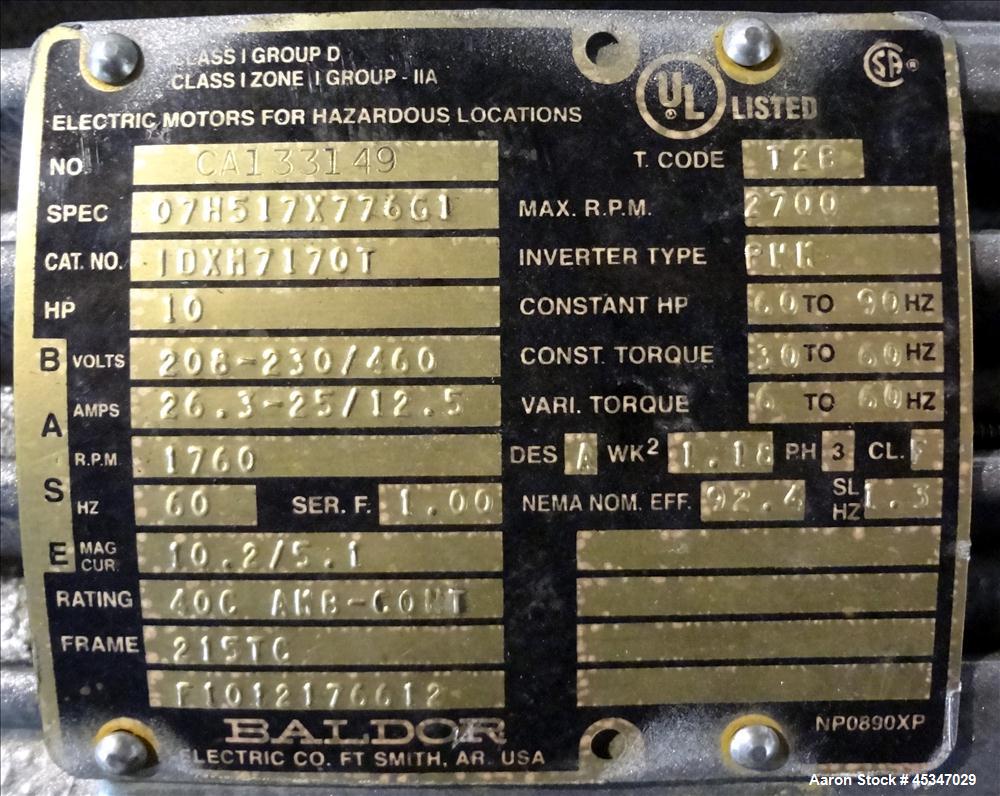 CLASS I GROUP D
CLASS I ZONE I GROUP - IIA
ELECTRIC MOTORS FOR HAZARDOUS LOCATIONS
UL LISTED
SA
NO. CA133149
T. CODE T2B
SPEC 07H517X776G1
MAX. R.P.M. 2700
CAT. NO. IDXM7170T
INVERTER TYPE PWM
HP 10
CONSTANT HP 60 TO 90 HZ
BASE
VOLTS 208-230/460
CONST. TORQUE 30 TO 60 HZ
AMPS 26.3-25/12.5
VARI. TORQUE 6 TO 60 HZ
R.P.M. 1760
DES A WK2 1.18 PH 3 CL. F
HZ 60 SER. F. 1.00
NEMA NOM. EFF. 92.4 SL HZ 1.3
MAG CUR. 10.2/5.1
RATING 40C AMB-CONT
FRAME 215TC
F1012176612
BALDOR
ELECTRIC CO. FT SMITH, AR. USA
NP0890XP
Aaron Stock # 45347029